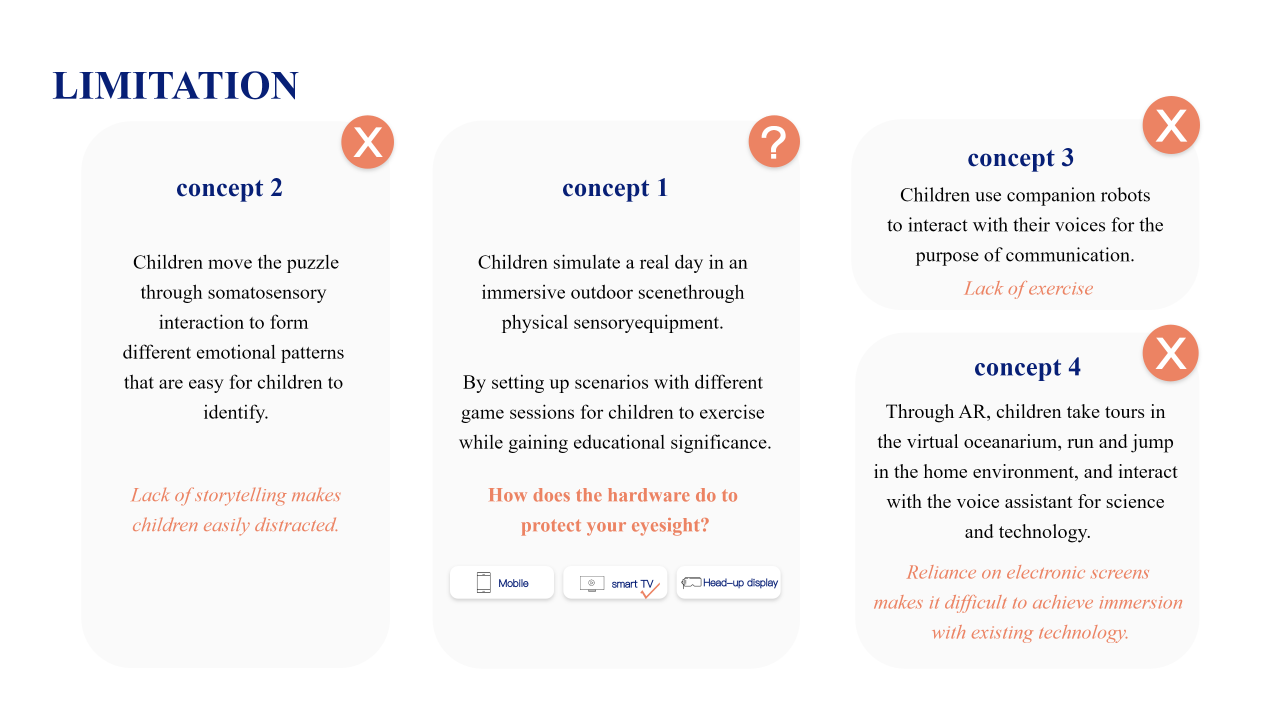 LIMITATION
X
concept 2
Children move the puzzle
through somatosensory
interaction to form
different emotional patterns
that are easy for children to
identify.
Lack of storytelling makes
children easily distracted.
?
concept 1
Children simulate a real day in an
immersive outdoor scenethrough
physical sensoryequipment.
By setting up scenarios with different
game sessions for children to exercise
while gaining educational significance.
How does the hardware do to
protect your eyesight?
Mobile
smart TV
Head-up display
X
concept 3
Children use companion robots
to interact with their voices for the
purpose of communication.
Lack of exercise
X
concept 4
Through AR, children take tours in
the virtual oceanarium, run and jump
in the home environment, and interact
with the voice assistant for science
and technology.
Reliance on electronic screens
makes it difficult to achieve immersion
with existing technology.